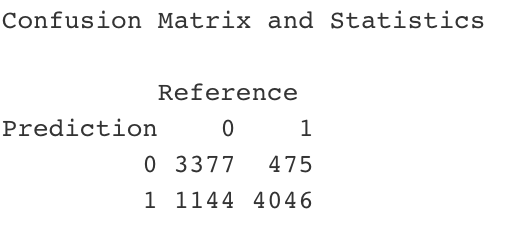 Confusion Matrix and Statistics
Reference
Prediction 0 1
0 3377 475
1 1144 4046